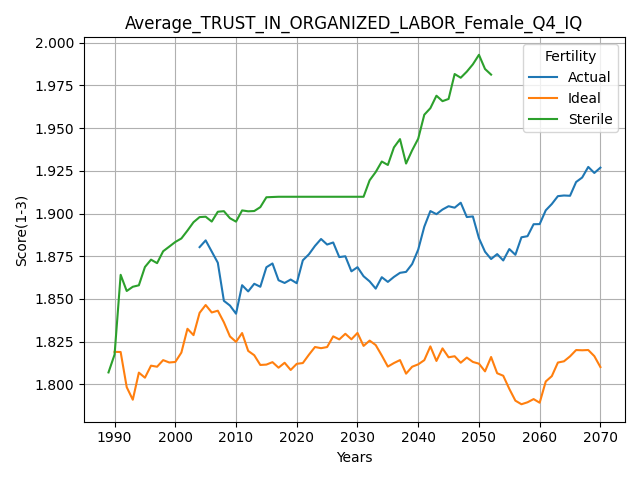 Average_TRUST_IN_ORGANIZED_LABOR_Female_Q4_IQ
2.000
1.975
1.950
1.925
1.900
1.875
1.850
1.825
1.800
Score(1-3)
Fertility
Actual
Ideal
Sterile
1990 2000 2010 2020 2030 2040 2050 2060 2070
Years